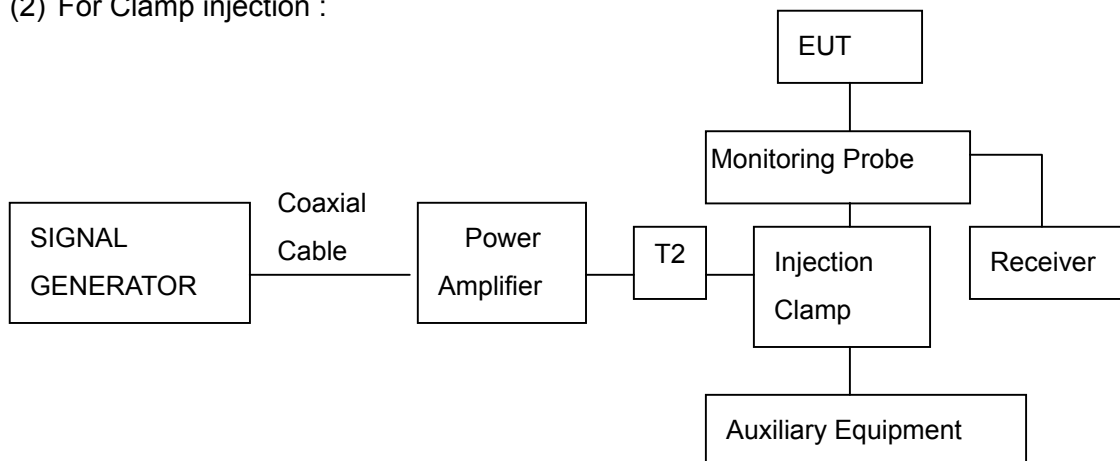 (2) For Clamp injection :
EUT
Monitoring Probe
Coaxial
Cable
SIGNAL
GENERATOR
Power
Amplifier
T2
Injection
Clamp
Receiver
Auxiliary Equipment